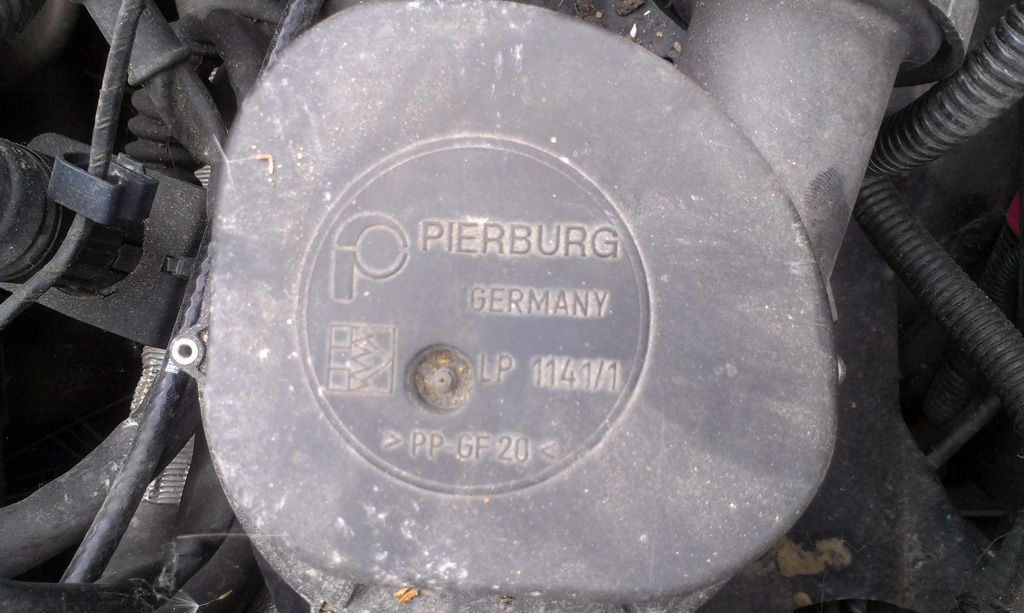 PIERBURG
GERMANY
LP 1141/1
> PP-GF 20 <